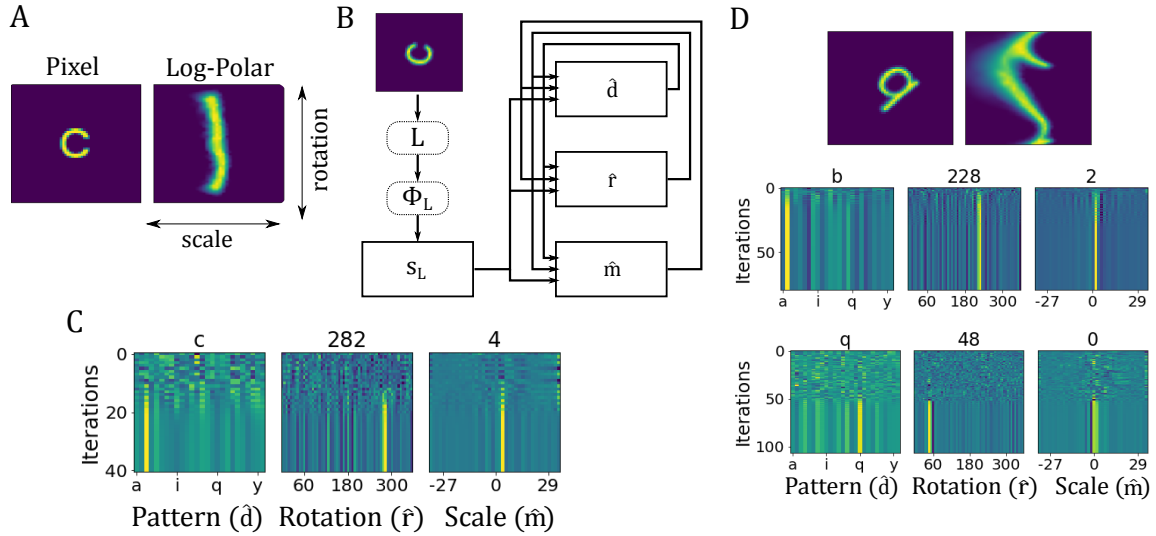 A
Pixel
Log-Polar
rotation
scale
B
L
Φ_L
s_L
d̂
r̂
m̂
C
c
282
4
Iterations
0
20
40
a
i
q
y
60
180
300
-27
0
29
Pattern (d̂)
Rotation (r̂)
Scale (m̂)
D
b
228
2
Iterations
0
50
a
i
q
y
60
180
300
-27
0
29
q
48
0
Iterations
0
50
100
a
i
q
y
60
180
300
-27
0
29
Pattern (d̂)
Rotation (r̂)
Scale (m̂)